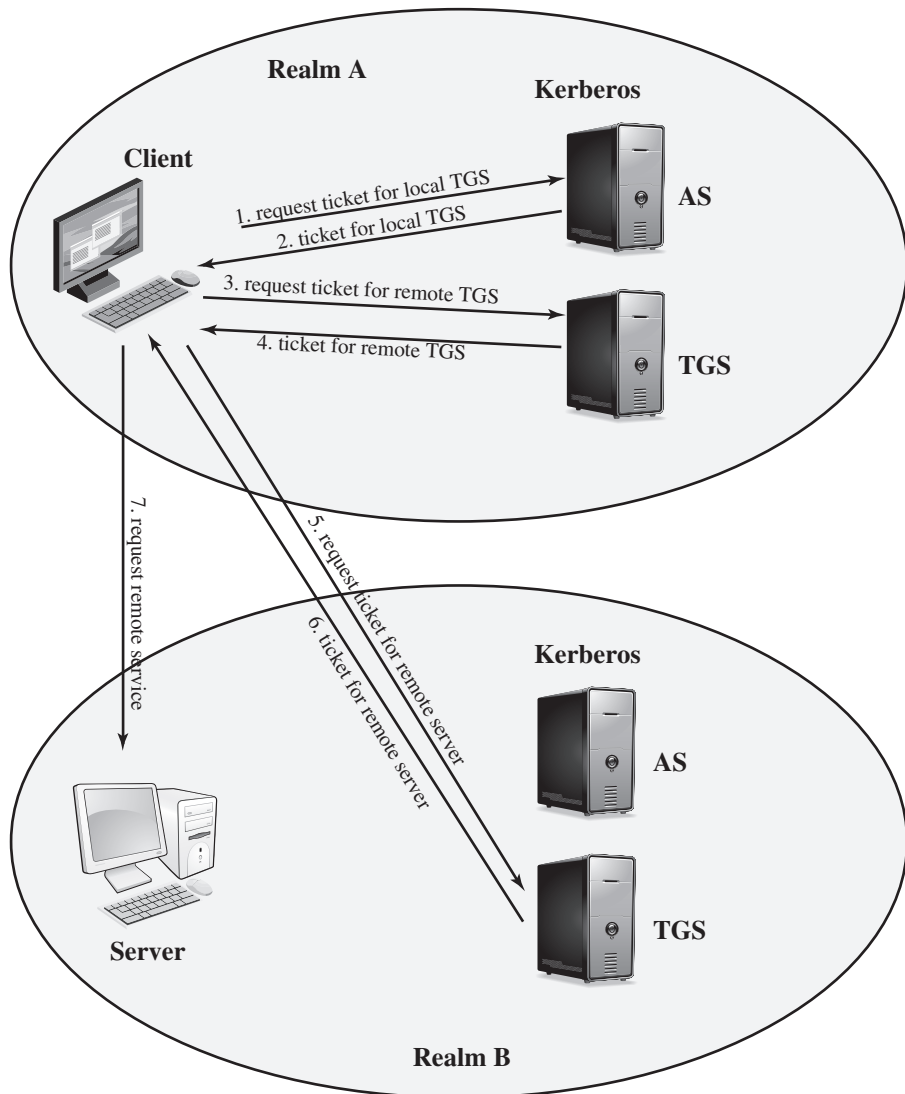 Realm A
Kerberos
Client
1. request ticket for local TGS
AS
2. ticket for local TGS
3. request ticket for remote TGS
4. ticket for remote TGS
TGS
7. request remote service
5. request ticket for remote server
6. ticket for remote server
Kerberos
AS
TGS
Server
Realm B